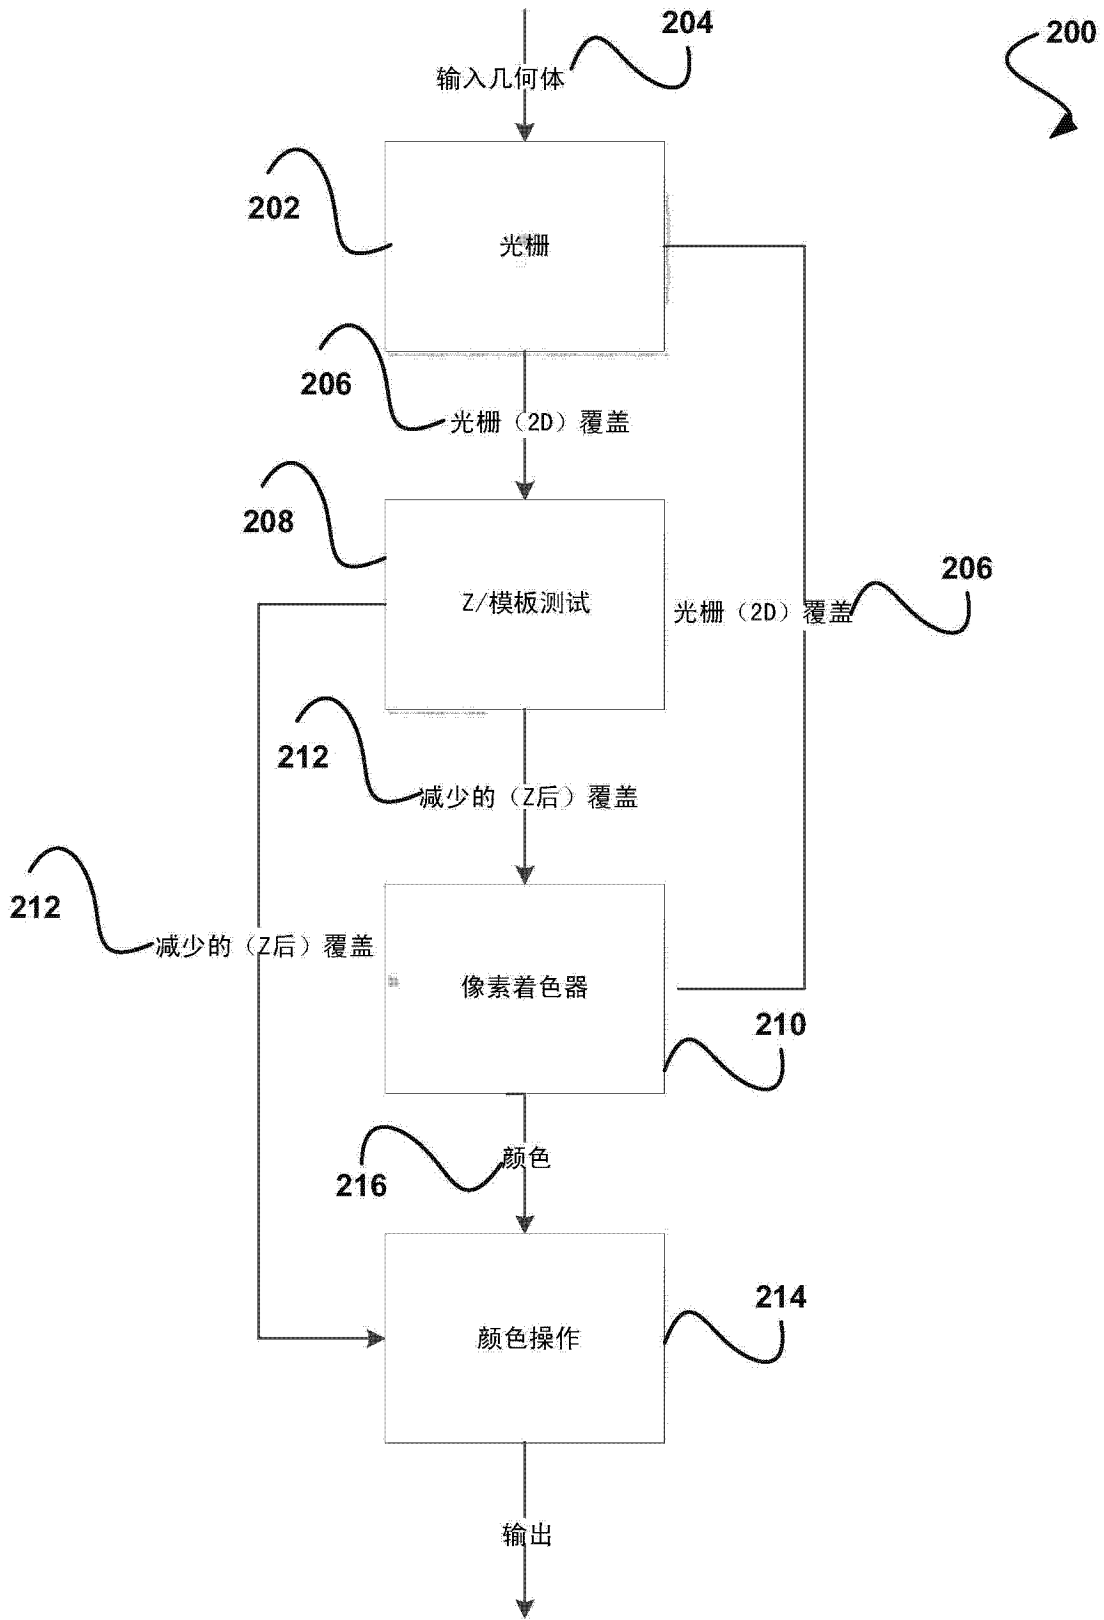 204
200
输入几何体
202
光栅
206
光栅（2D）覆盖
208
Z/模板测试
206
光栅（2D）覆盖
212
减少的（Z后）覆盖
212
减少的（Z后）覆盖
像素着色器
210
颜色
216
214
颜色操作
输出